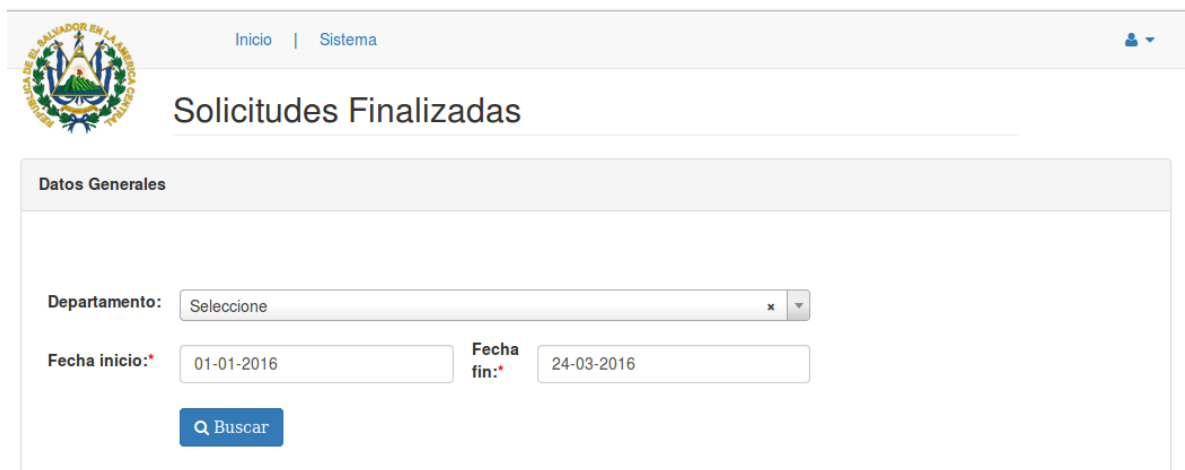 REPUBLICA DE EL SALVADOR EN LA AMERICA CENTRAL
Inicio | Sistema
Solicitudes Finalizadas
Datos Generales
Departamento:
Seleccione
Fecha inicio:*
01-01-2016
Fecha
fin:*
24-03-2016
Buscar